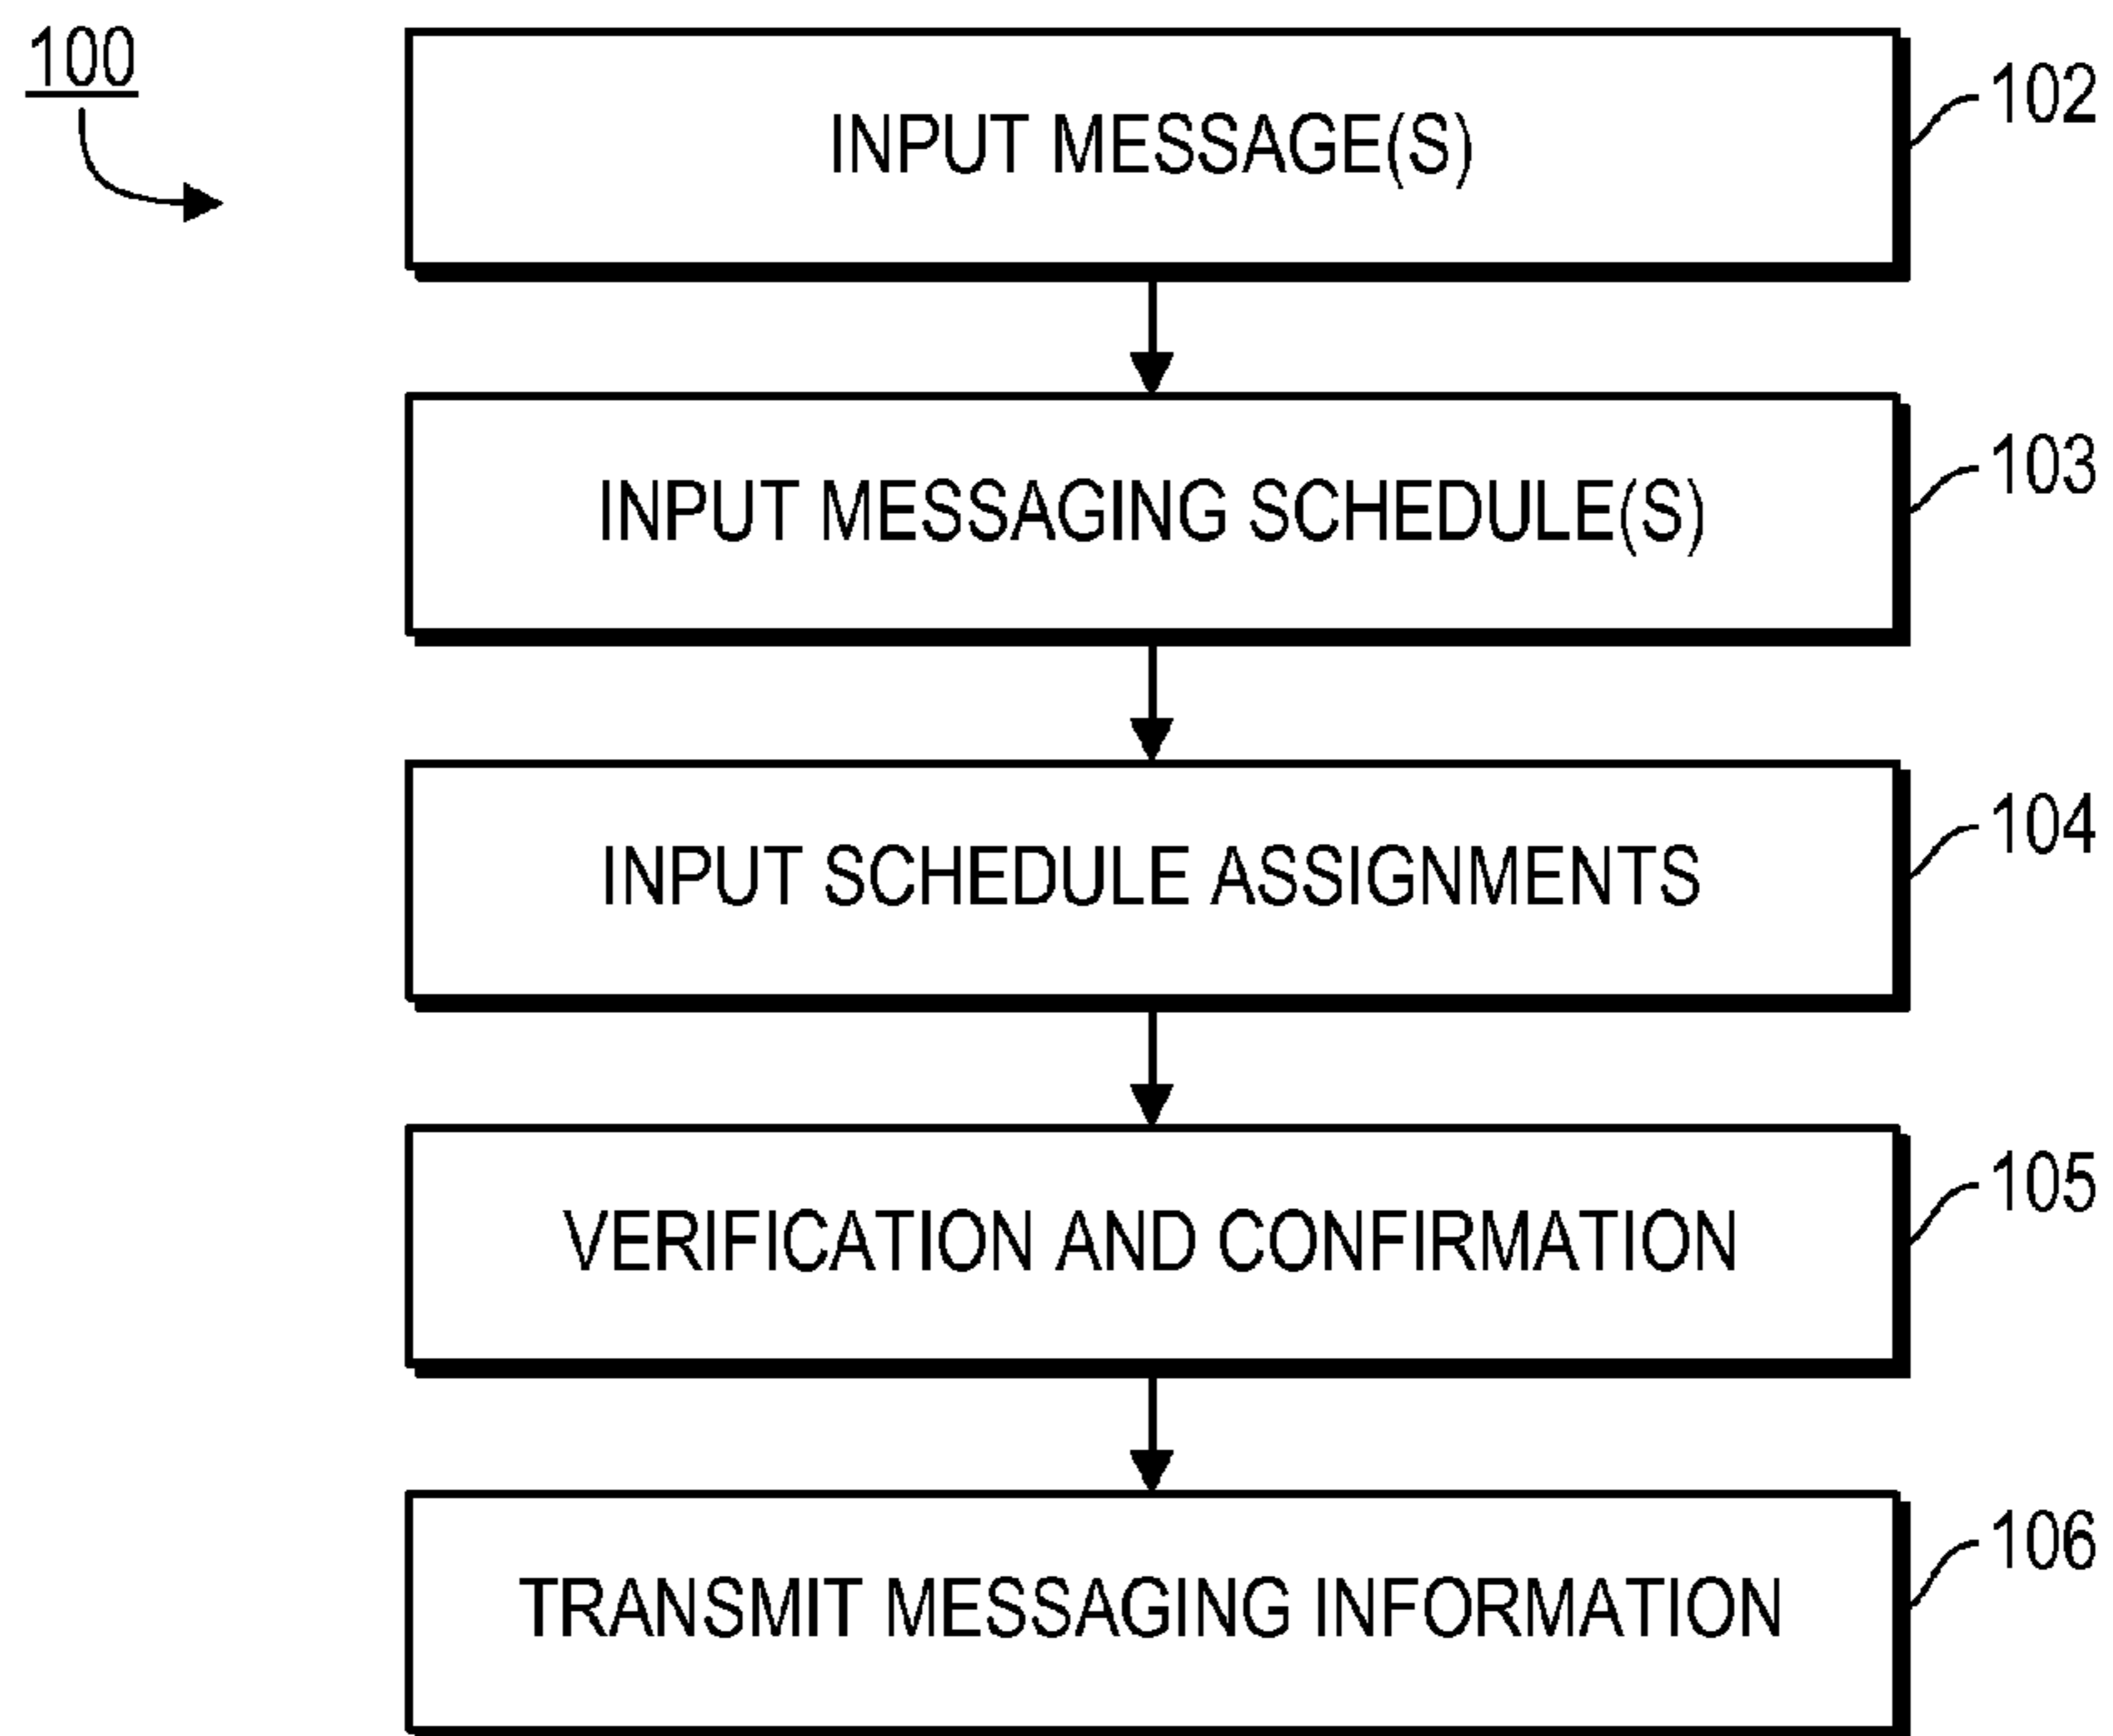 100
INPUT MESSAGE(S)
102
INPUT MESSAGING SCHEDULE(S)
103
INPUT SCHEDULE ASSIGNMENTS
104
VERIFICATION AND CONFIRMATION
105
TRANSMIT MESSAGING INFORMATION
106